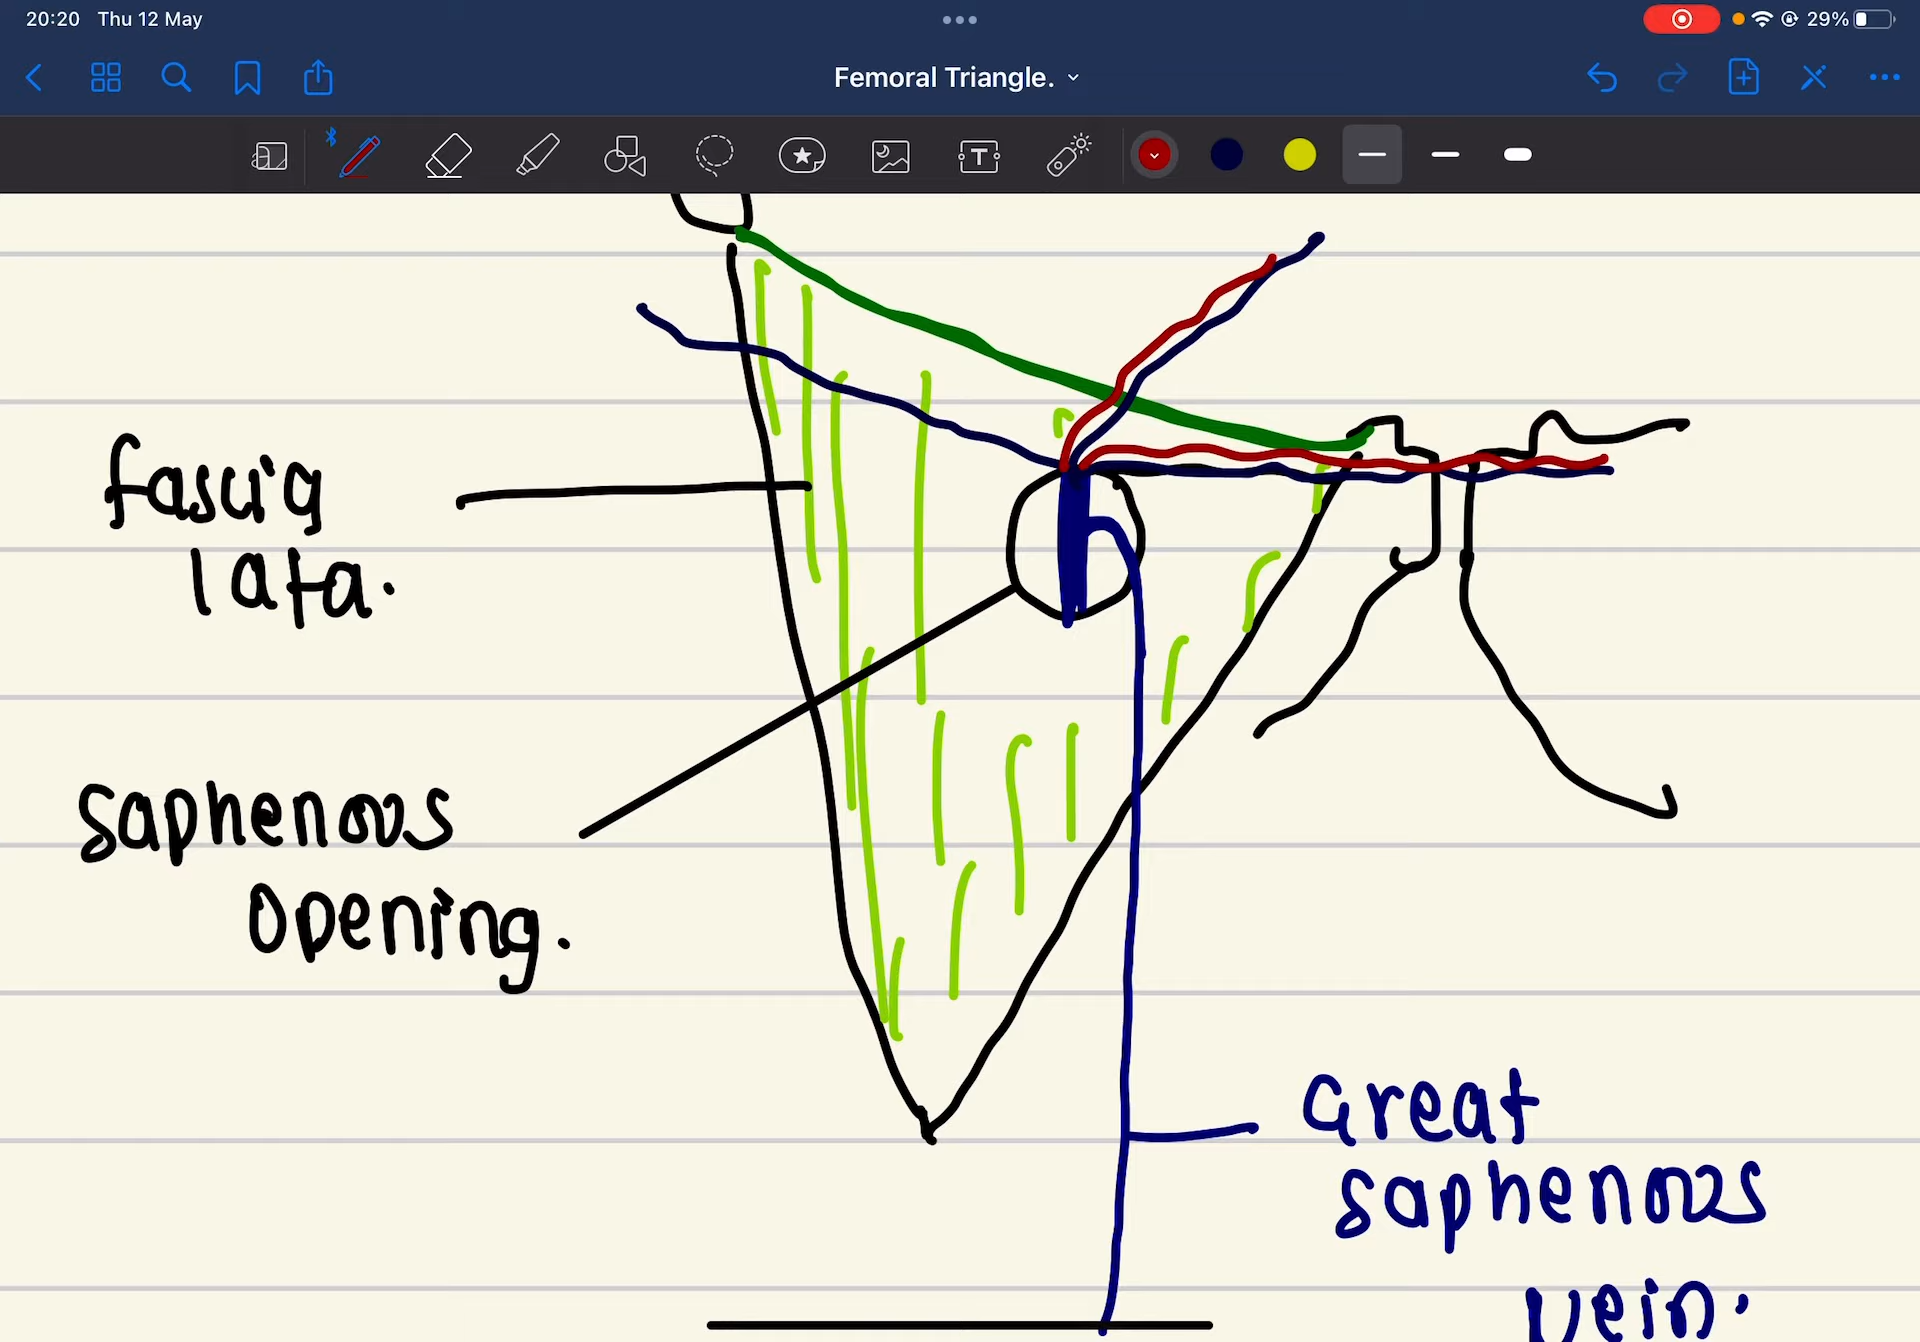 20:20 Thu 12 May
29%
Femoral Triangle.
T
fascia
lata.
saphenous
opening.
Great
saphenous
vein.